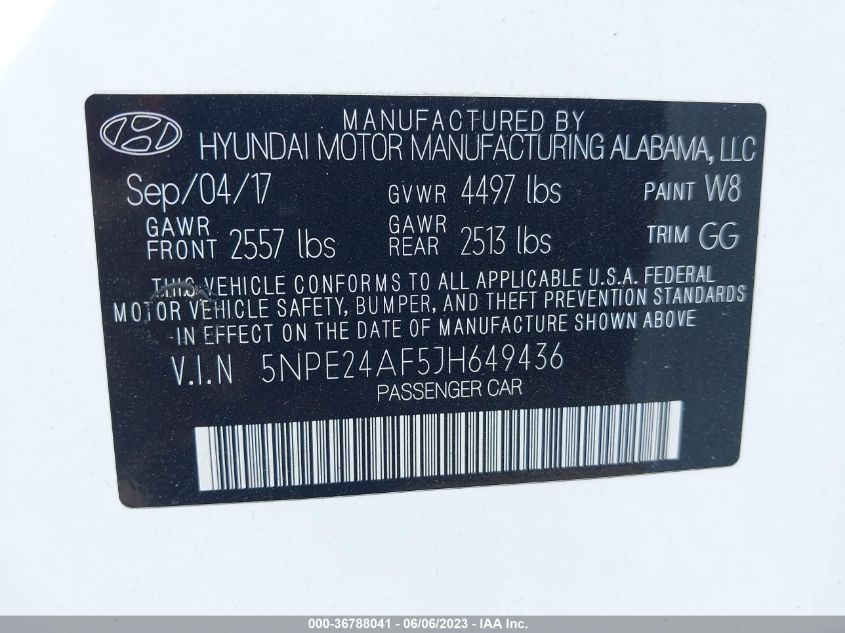 MANUFACTURED BY
HYUNDAI MOTOR MANUFACTURING ALABAMA, LLC
Sep/04/17 GVWR 4497 lbs PAINT W8
GAWR FRONT 2557 lbs GAWR REAR 2513 lbs TRIM GG
THIS VEHICLE CONFORMS TO ALL APPLICABLE U.S.A. FEDERAL
MOTOR VEHICLE SAFETY, BUMPER, AND THEFT PREVENTION STANDARDS
IN EFFECT ON THE DATE OF MANUFACTURE SHOWN ABOVE
V.I.N 5NPE24AF5JH649436
PASSENGER CAR
000-36788041 - 06/06/2023 - IAAI Inc.